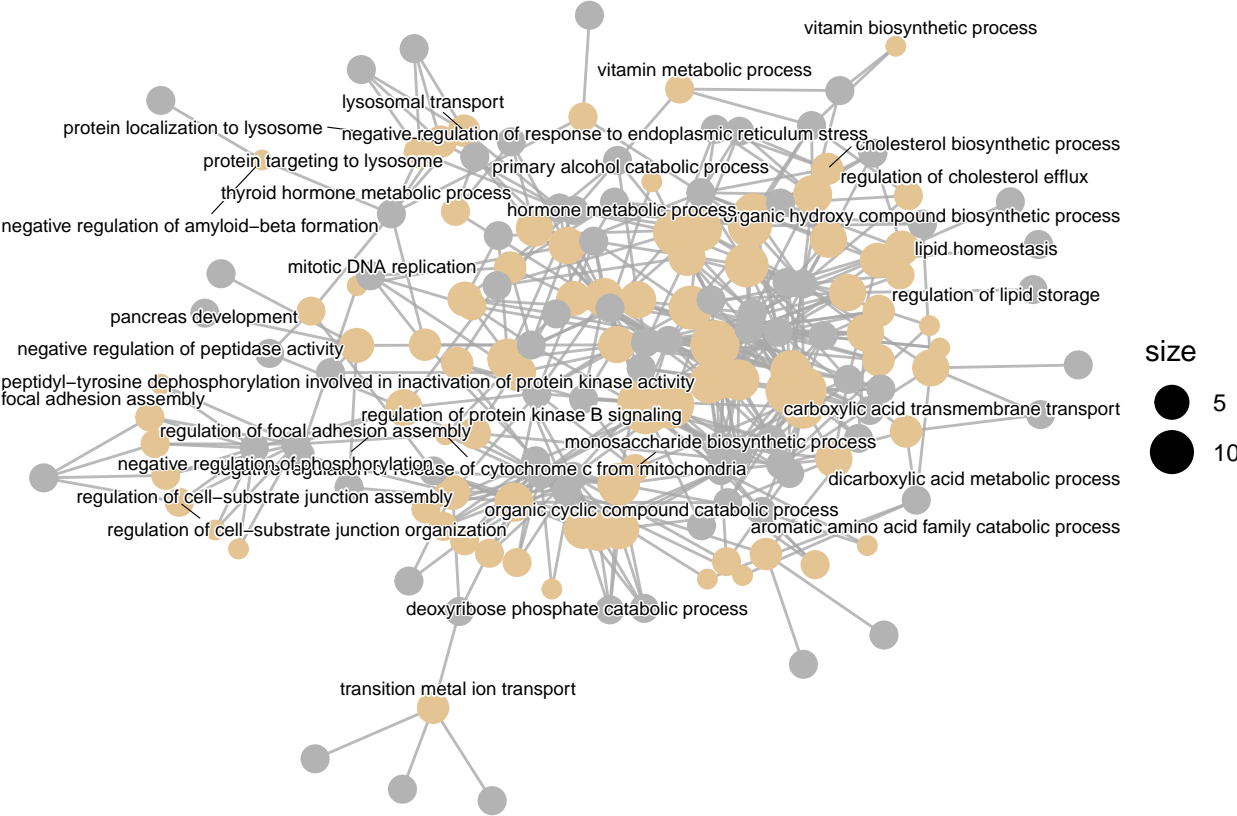 vitamin biosynthetic process
vitamin metabolic process
lysosomal transport
protein localization to lysosome
negative regulation of response to endoplasmic reticulum stress
cholesterol biosynthetic process
protein targeting to lysosome
primary alcohol catabolic process
regulation of cholesterol efflux
thyroid hormone metabolic process
hormone metabolic process
organic hydroxy compound biosynthetic process
negative regulation of amyloid−beta formation
lipid homeostasis
mitotic DNA replication
regulation of lipid storage
pancreas development
negative regulation of peptidase activity
size
peptidyl−tyrosine dephosphorylation involved in inactivation of protein kinase activity
focal adhesion assembly
5
carboxylic acid transmembrane transport
regulation of protein kinase B signaling
regulation of focal adhesion assembly
monosaccharide biosynthetic process
10
negative regulation of phosphorylation
negative regulation of release of cytochrome c from mitochondria
dicarboxylic acid metabolic process
regulation of cell−substrate junction assembly
organic cyclic compound catabolic process
aromatic amino acid family catabolic process
regulation of cell−substrate junction organization
deoxyribose phosphate catabolic process
transition metal ion transport